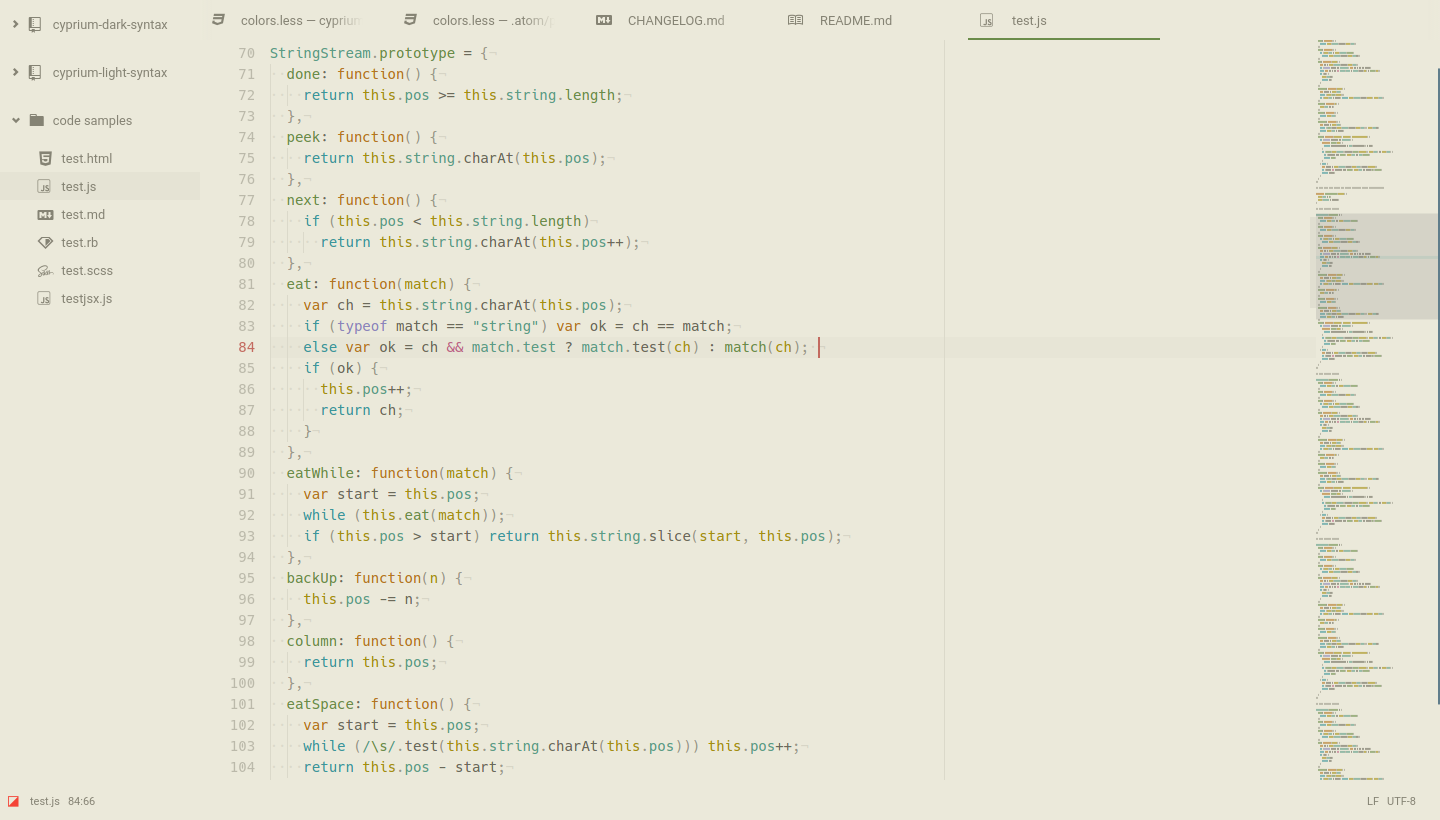 cyprium-dark-syntax
cyprium-light-syntax
code samples
test.html
test.js
test.md
test.rb
test.scss
testjsx.js
colors.less — cyprium
colors.less — .atom/
CHANGELOG.md
README.md
test.js
70 StringStream.prototype = {
71 done: function() {
72 return this.pos >= this.string.length;
73 },
74 peek: function() {
75 return this.string.charAt(this.pos);
76 },
77 next: function() {
78 if (this.pos < this.string.length)
79 return this.string.charAt(this.pos++);
80 },
81 eat: function(match) {
82 var ch = this.string.charAt(this.pos);
83 if (typeof match == "string") var ok = ch == match;
84 else var ok = ch && match.test ? match.test(ch) : match(ch);
85 if (ok) {
86 this.pos++;
87 return ch;
88 }
89 },
90 eatWhile: function(match) {
91 var start = this.pos;
92 while (this.eat(match));
93 if (this.pos > start) return this.string.slice(start, this.pos);
94 },
95 backUp: function(n) {
96 this.pos -= n;
97 },
98 column: function() {
99 return this.pos;
100 },
101 eatSpace: function() {
102 var start = this.pos;
103 while (/\s/.test(this.string.charAt(this.pos))) this.pos++;
104 return this.pos - start;
test.js 84:66
LF UTF-8